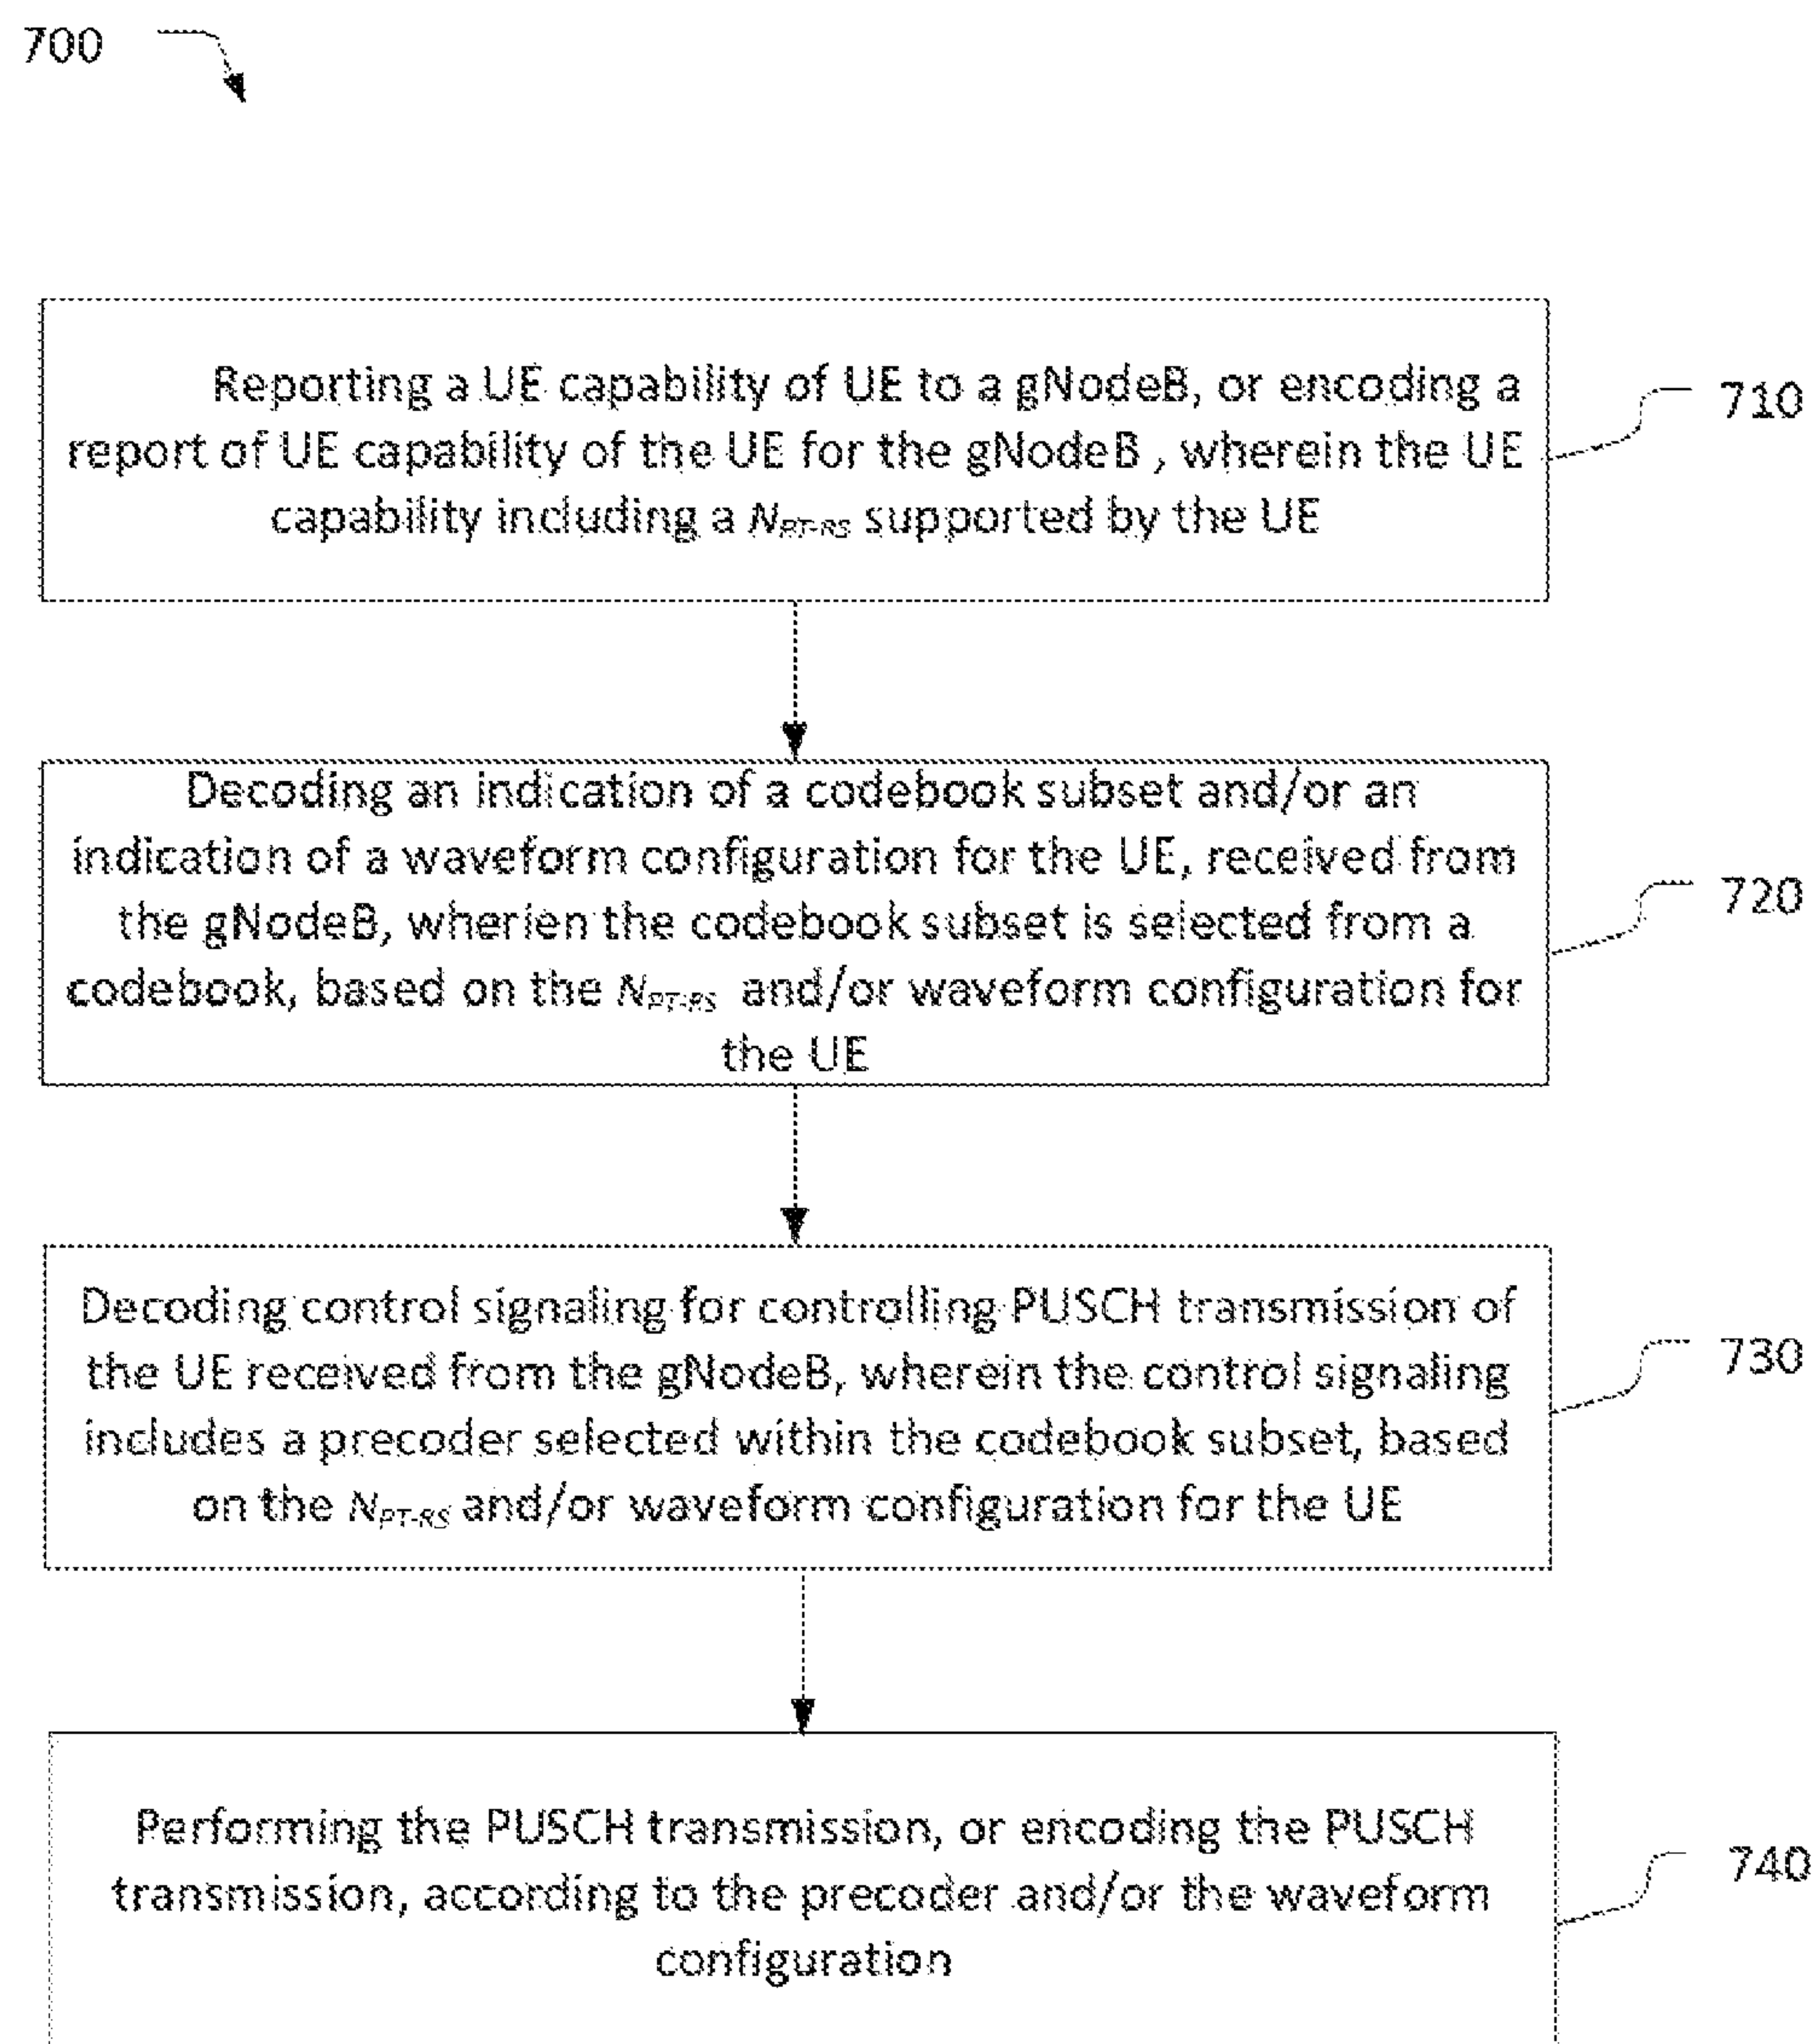 700
Reporting a UE capability of UE to a gNodeB, or encoding a
report of UE capability of the UE for the gNodeB , wherein the UE
capability including a N_PT-RS supported by the UE
710
Decoding an indication of a codebook subset and/or an
indication of a waveform configuration for the UE, received from
the gNodeB, wherien the codebook subset is selected from a
codebook, based on the N_PT-RS and/or waveform configuration for
the UE
720
Decoding control signaling for controlling PUSCH transmission of
the UE received from the gNodeB, wherein the control signaling
includes a precoder selected within the codebook subset, based
on the N_PT-RS and/or waveform configuration for the UE
730
Performing the PUSCH transmission, or encoding the PUSCH
transmission, according to the precoder and/or the waveform
configuration
740